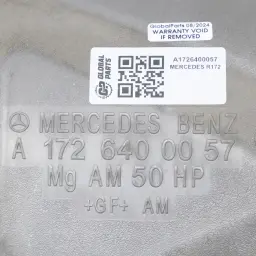 GlobalParts 08/2024
WARRANTY VOID
IF REMOVED
GLOBAL
PARTS
A1726400057
MERCEDES R172
MERCEDES BENZ
A 172 640 00 57
Mg AM 50 HP
+GF+ AM